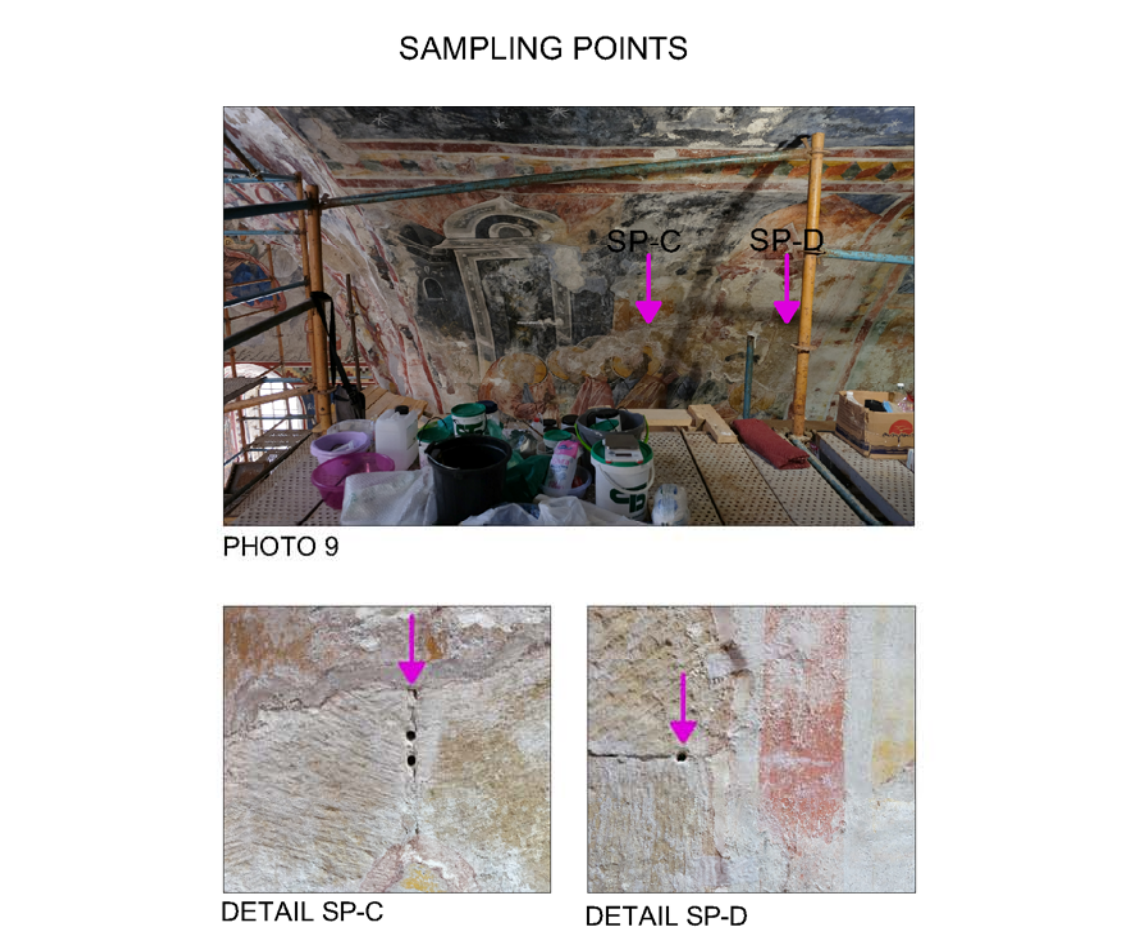 SAMPLING POINTS
SP-C
SP-D
PHOTO 9
DETAIL SP-C
DETAIL SP-D